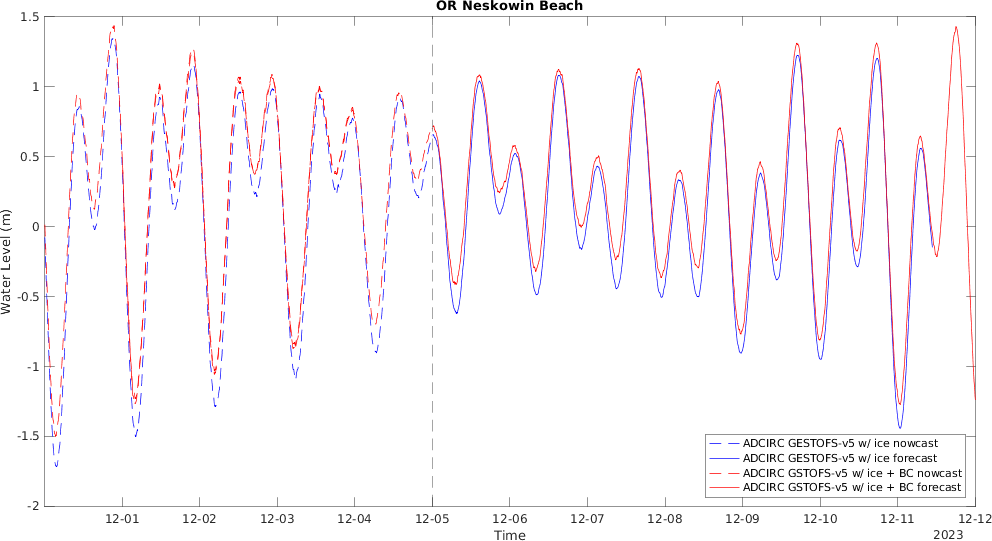 OR Neskowin Beach
Water Level (m)
1.5
1
0.5
0
-0.5
-1
-1.5
-2
ADCIRC GESTOFS-v5 w/ ice nowcast
ADCIRC GESTOFS-v5 w/ ice forecast
ADCIRC GSTOFS-v5 w/ ice + BC nowcast
ADCIRC GSTOFS-v5 w/ ice + BC forecast
12-01 12-02 12-03 12-04 12-05 12-06 12-07 12-08 12-09 12-10 12-11 12-12
Time
2023